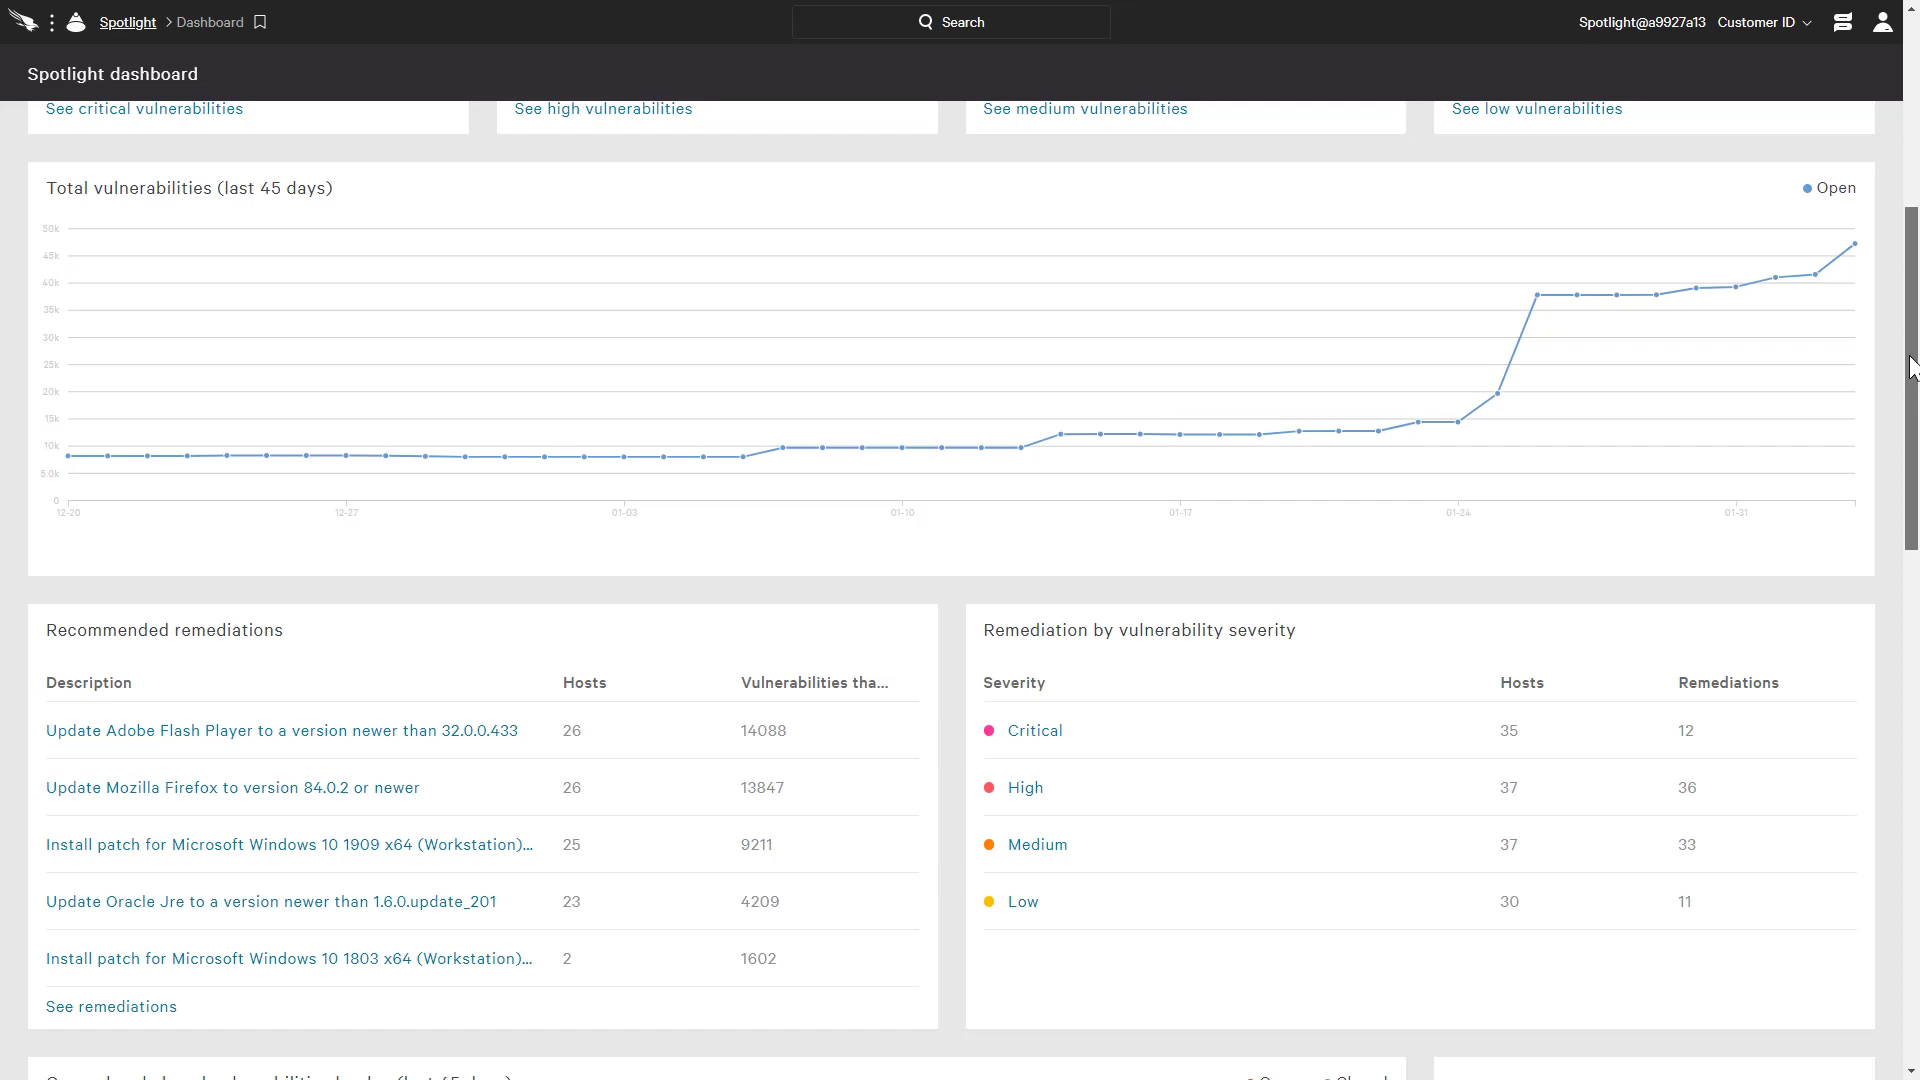 Spotlight > Dashboard
Search
Spotlight@a9927a13 Customer ID
Spotlight dashboard
See critical vulnerabilities
See high vulnerabilities
See medium vulnerabilities
See low vulnerabilities
Total vulnerabilities (last 45 days)
Open
50k
45k
40k
35k
30k
25k
20k
15k
10k
5.0k
0
12-20 12-27 01-03 01-10 01-17 01-24 01-31
Recommended remediations
Description Hosts Vulnerabilities tha...
Update Adobe Flash Player to a version newer than 32.0.0.433 26 14088
Update Mozilla Firefox to version 84.0.2 or newer 26 13847
Install patch for Microsoft Windows 10 1909 x64 (Workstation)... 25 9211
Update Oracle Jre to a version newer than 1.6.0.update_201 23 4209
Install patch for Microsoft Windows 10 1803 x64 (Workstation)... 2 1602
See remediations
Remediation by vulnerability severity
Severity Hosts Remediations
Critical 35 12
High 37 36
Medium 37 33
Low 30 11
(last 45 days)